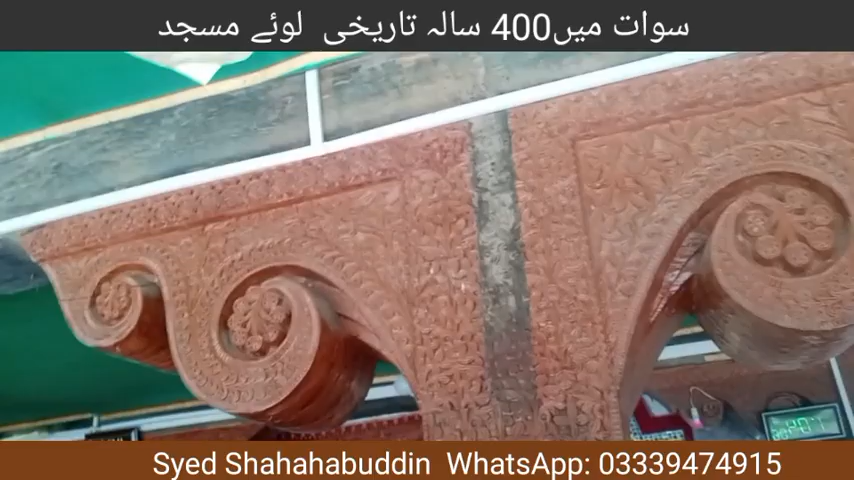 سوات میں400 سالہ تاریخی لوئے مسجد
Syed Shahahabuddin WhatsApp: 03339474915